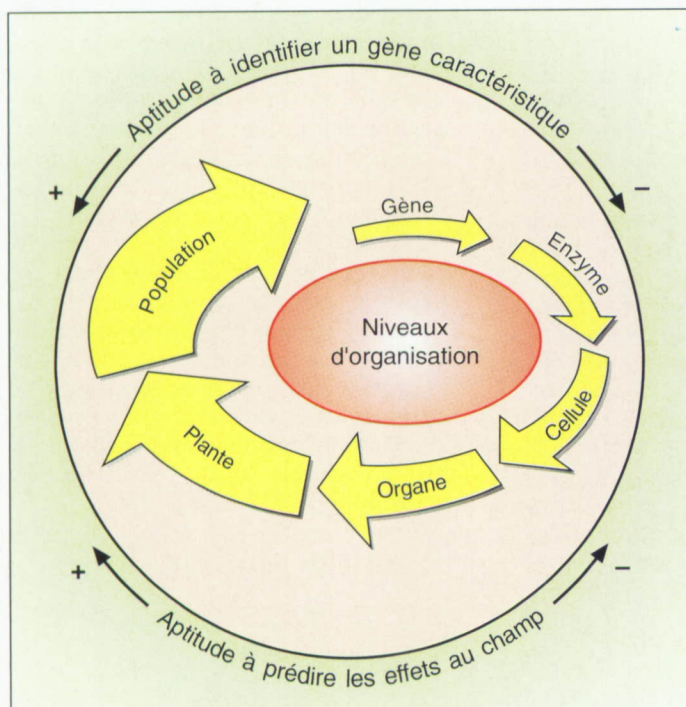 Aptitude à identifier un gène caractéristique
+
–
Gène
Enzyme
Population
Niveaux
d'organisation
Cellule
Plante
Organe
+
–
Aptitude à prédire les effets au champ